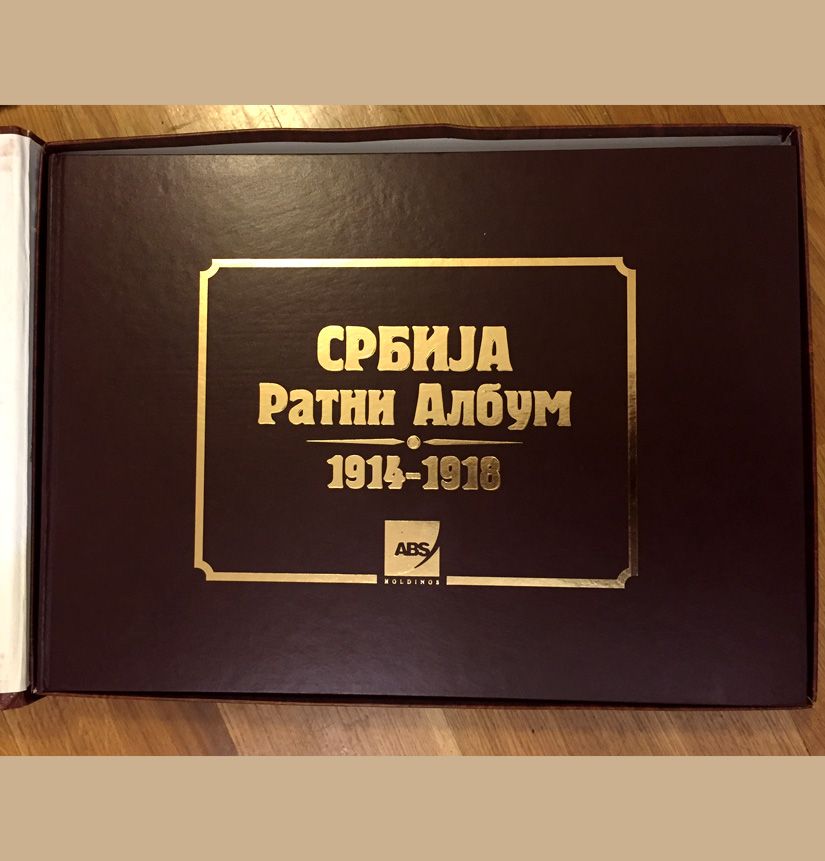 СРБИЈА
Ратни Албум
1914-1918
ABS
HOLDINGS